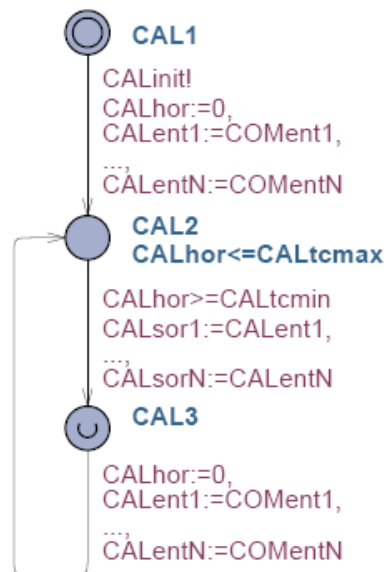 CAL1
CALinit!
CALhor:=0,
CALent1:=COMent1,
...,
CALentN:=COMentN
CAL2
CALhor<=CALtcmax
CALhor>=CALtcmin
CALsor1:=CALent1,
...,
CALsorN:=CALentN
CAL3
CALhor:=0,
CALent1:=COMent1,
...,
CALentN:=COMentN